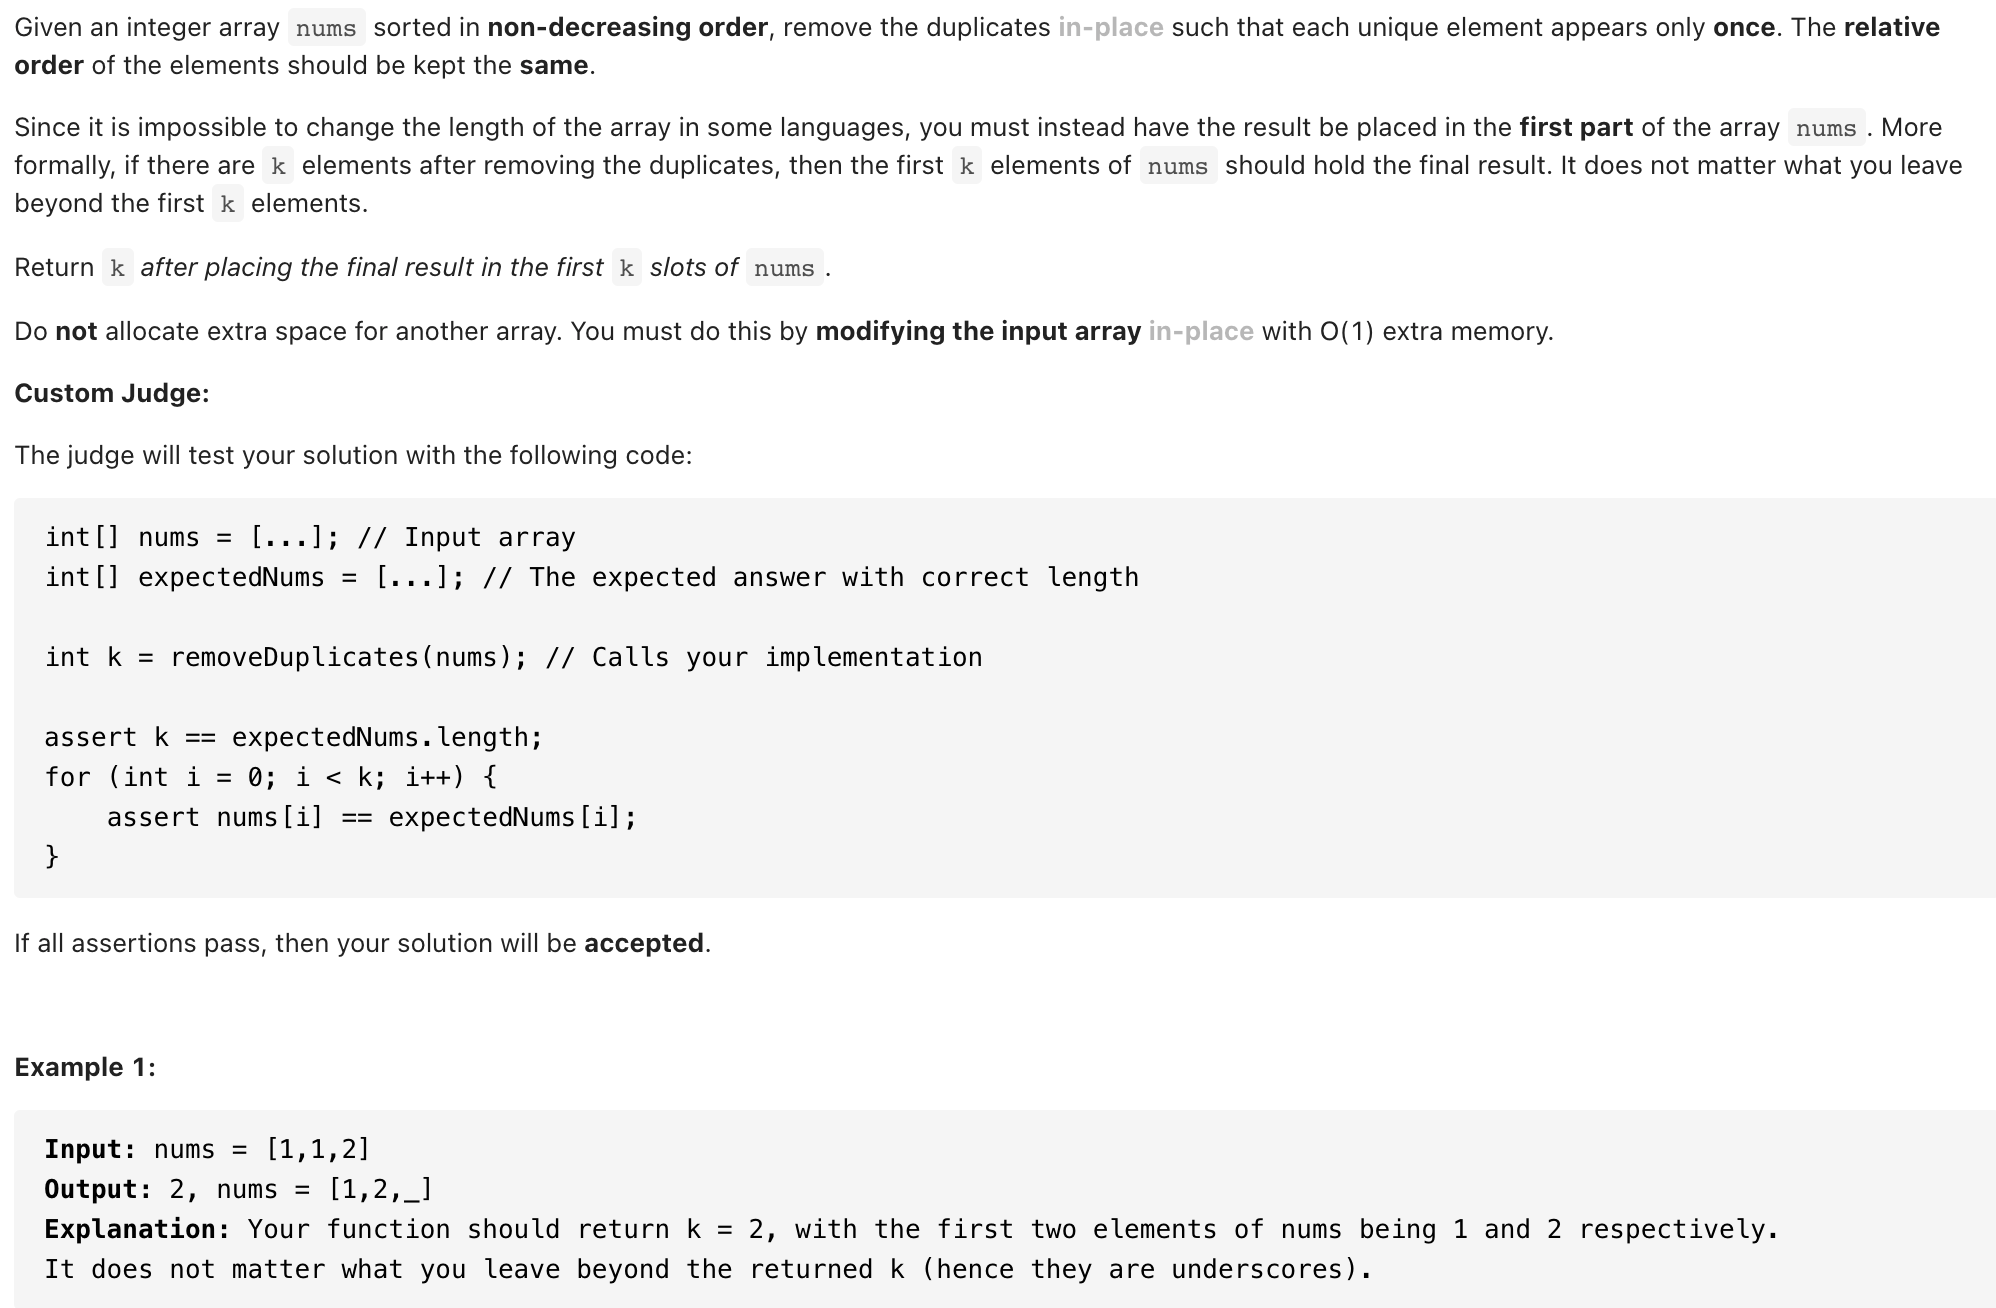 Given an integer array nums sorted in non-decreasing order, remove the duplicates in-place such that each unique element appears only once. The relative
order of the elements should be kept the same.
Since it is impossible to change the length of the array in some languages, you must instead have the result be placed in the first part of the array nums . More
formally, if there are k elements after removing the duplicates, then the first k elements of nums should hold the final result. It does not matter what you leave
beyond the first k elements.
Return k after placing the final result in the first k slots of nums .
Do not allocate extra space for another array. You must do this by modifying the input array in-place with O(1) extra memory.
Custom Judge:
The judge will test your solution with the following code:
int[] nums = [...]; // Input array
int[] expectedNums = [...]; // The expected answer with correct length
int k = removeDuplicates(nums); // Calls your implementation
assert k == expectedNums.length;
for (int i = 0; i < k; i++) {
    assert nums[i] == expectedNums[i];
}
If all assertions pass, then your solution will be accepted.
Example 1:
Input: nums = [1,1,2]
Output: 2, nums = [1,2,_]
Explanation: Your function should return k = 2, with the first two elements of nums being 1 and 2 respectively.
It does not matter what you leave beyond the returned k (hence they are underscores).